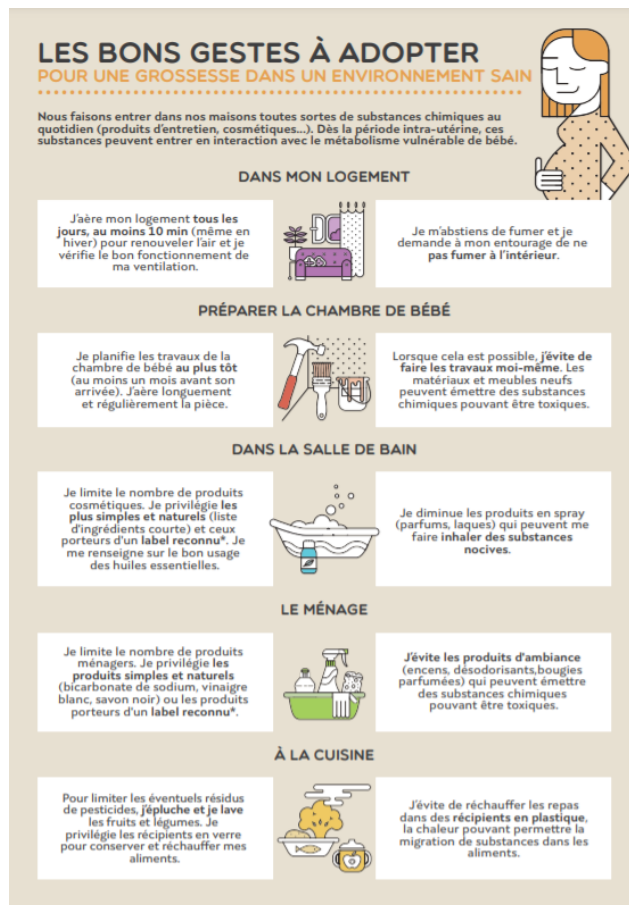 LES BONS GESTES À ADOPTER
POUR UNE GROSSESSE DANS UN ENVIRONNEMENT SAIN
Nous faisons entrer dans nos maisons toutes sortes de substances chimiques au
quotidien (produits d'entretien, cosmétiques...). Dès la période intra-utérine, ces
substances peuvent entrer en interaction avec le métabolisme vulnérable de bébé.
DANS MON LOGEMENT
J'aère mon logement tous les
jours, au moins 10 min (même en
hiver) pour renouveler l'air et je
vérifie le bon fonctionnement de
ma ventilation.
Je m'abstiens de fumer et je
demande à mon entourage de ne
pas fumer à l'intérieur.
PRÉPARER LA CHAMBRE DE BÉBÉ
Je planifie les travaux de la
chambre de bébé au plus tôt
(au moins un mois avant son
arrivée). J'aère longuement
et régulièrement la pièce.
Lorsque cela est possible, j'évite de
faire les travaux moi-même. Les
matériaux et meubles neufs
peuvent émettre des substances
chimiques pouvant être toxiques.
DANS LA SALLE DE BAIN
Je limite le nombre de produits
cosmétiques. Je privilégie les
plus simples et naturels (liste
d'ingrédients courte) et ceux
porteurs d'un label reconnu*. Je
me renseigne sur le bon usage
des huiles essentielles.
Je diminue les produits en spray
(parfums, laques) qui peuvent me
faire inhaler des substances
nocives.
LE MÉNAGE
Je limite le nombre de produits
ménagers. Je privilégie les
produits simples et naturels
(bicarbonate de sodium, vinaigre
blanc, savon noir) ou les produits
porteurs d'un label reconnu*.
J'évite les produits d'ambiance
(encens, désodorisants,bougies
parfumées) qui peuvent émettre
des substances chimiques
pouvant être toxiques.
À LA CUISINE
Pour limiter les éventuels résidus
de pesticides, j'épluche et je lave
les fruits et légumes. Je
privilégie les récipients en verre
pour conserver et réchauffer mes
aliments.
J'évite de réchauffer les repas
dans des récipients en plastique,
la chaleur pouvant permettre la
migration de substances dans les
aliments.